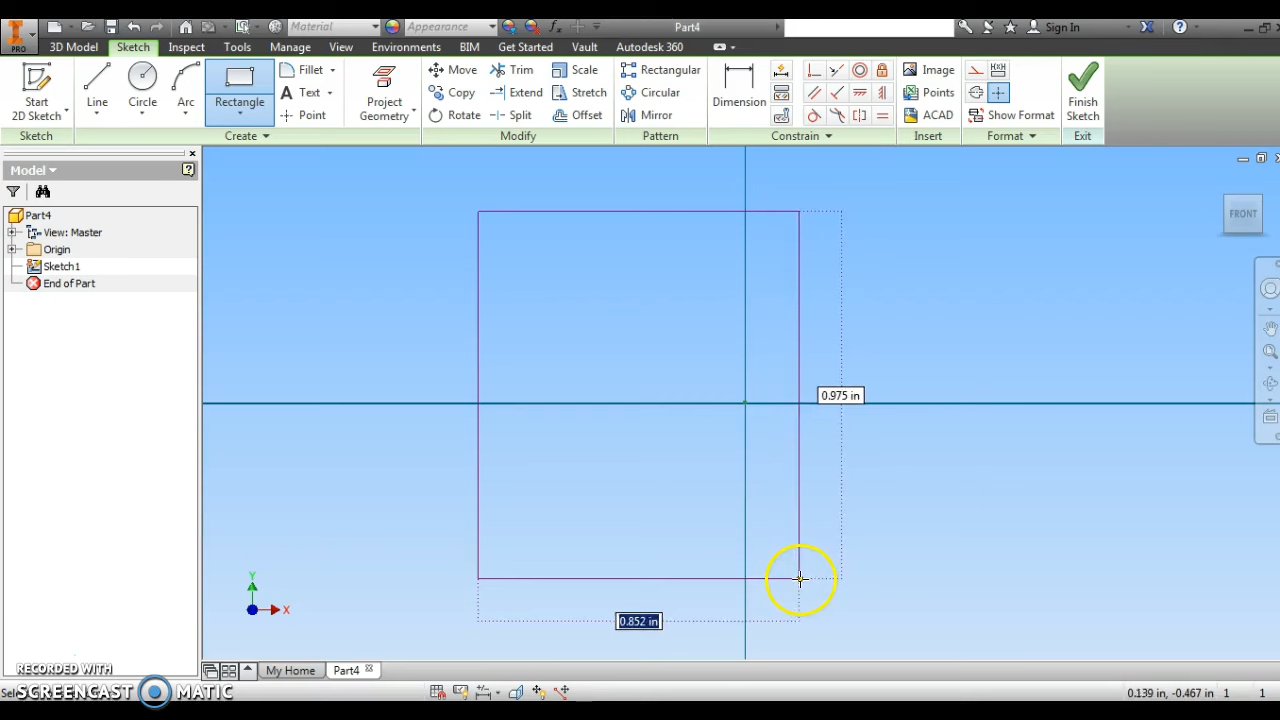 PRO
Material
Appearance
Part4
Sign In
3D Model
Sketch
Inspect
Tools
Manage
View
Environments
BIM
Get Started
Vault
Autodesk 360
Start
2D Sketch
Line
Circle
Arc
Rectangle
Fillet
Text
Point
Project
Geometry
Move
Copy
Rotate
Trim
Extend
Split
Scale
Stretch
Offset
Rectangular
Circular
Mirror
Dimension
Image
Points
ACAD
Show Format
Finish
Sketch
Sketch
Create
Modify
Pattern
Constrain
Insert
Format
Exit
Model
Part4
View: Master
Origin
Sketch1
End of Part
FRONT
0.975 in
0.852 in
Y
X
My Home
Part4
RECORDED WITH
SCREENCAST MATIC
Sel
0.139 in, -0.467 in 1 1